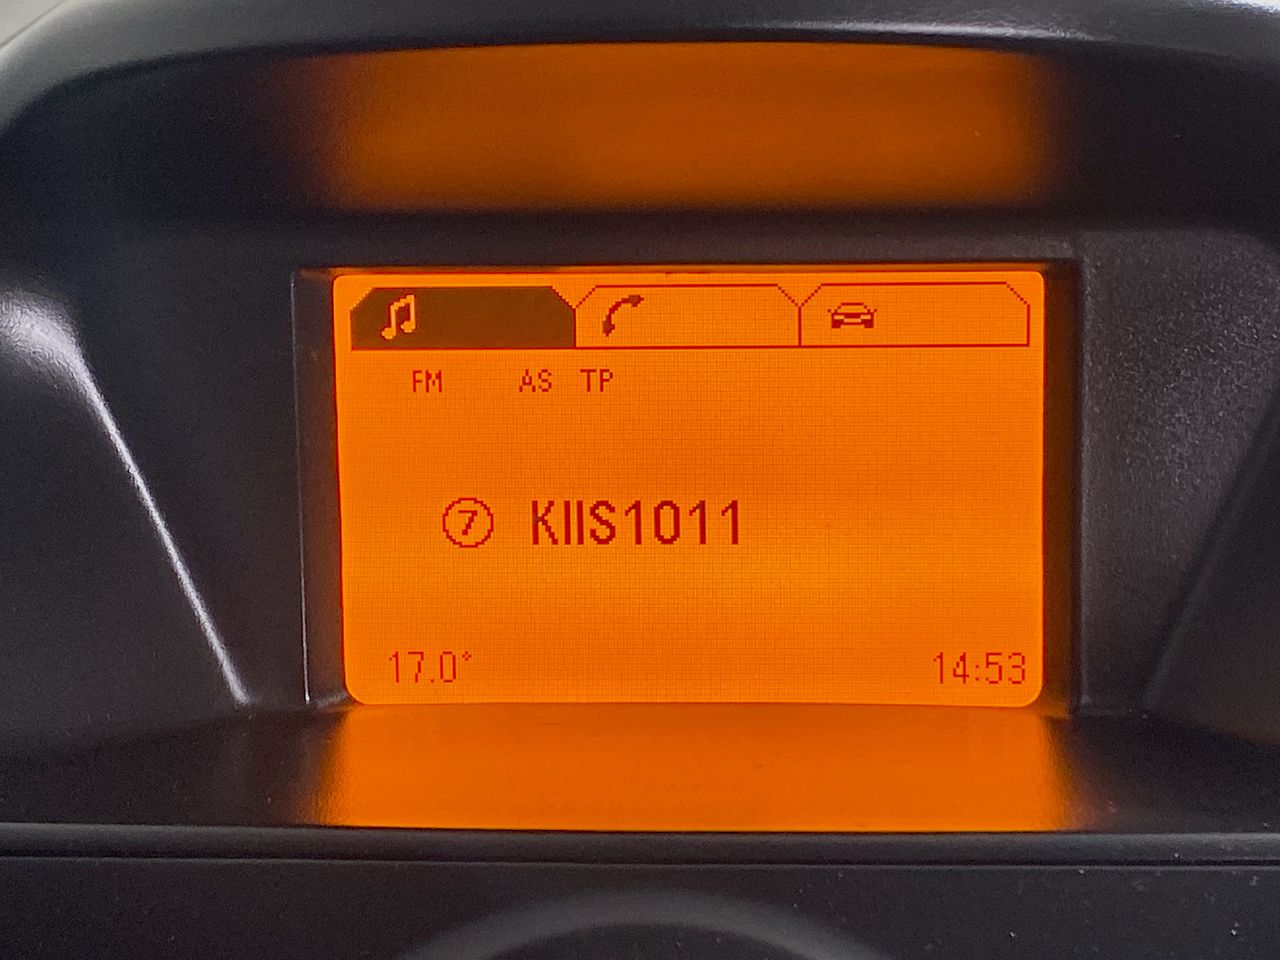 FM AS TP
7 KIIS1011
17.0° 14:53